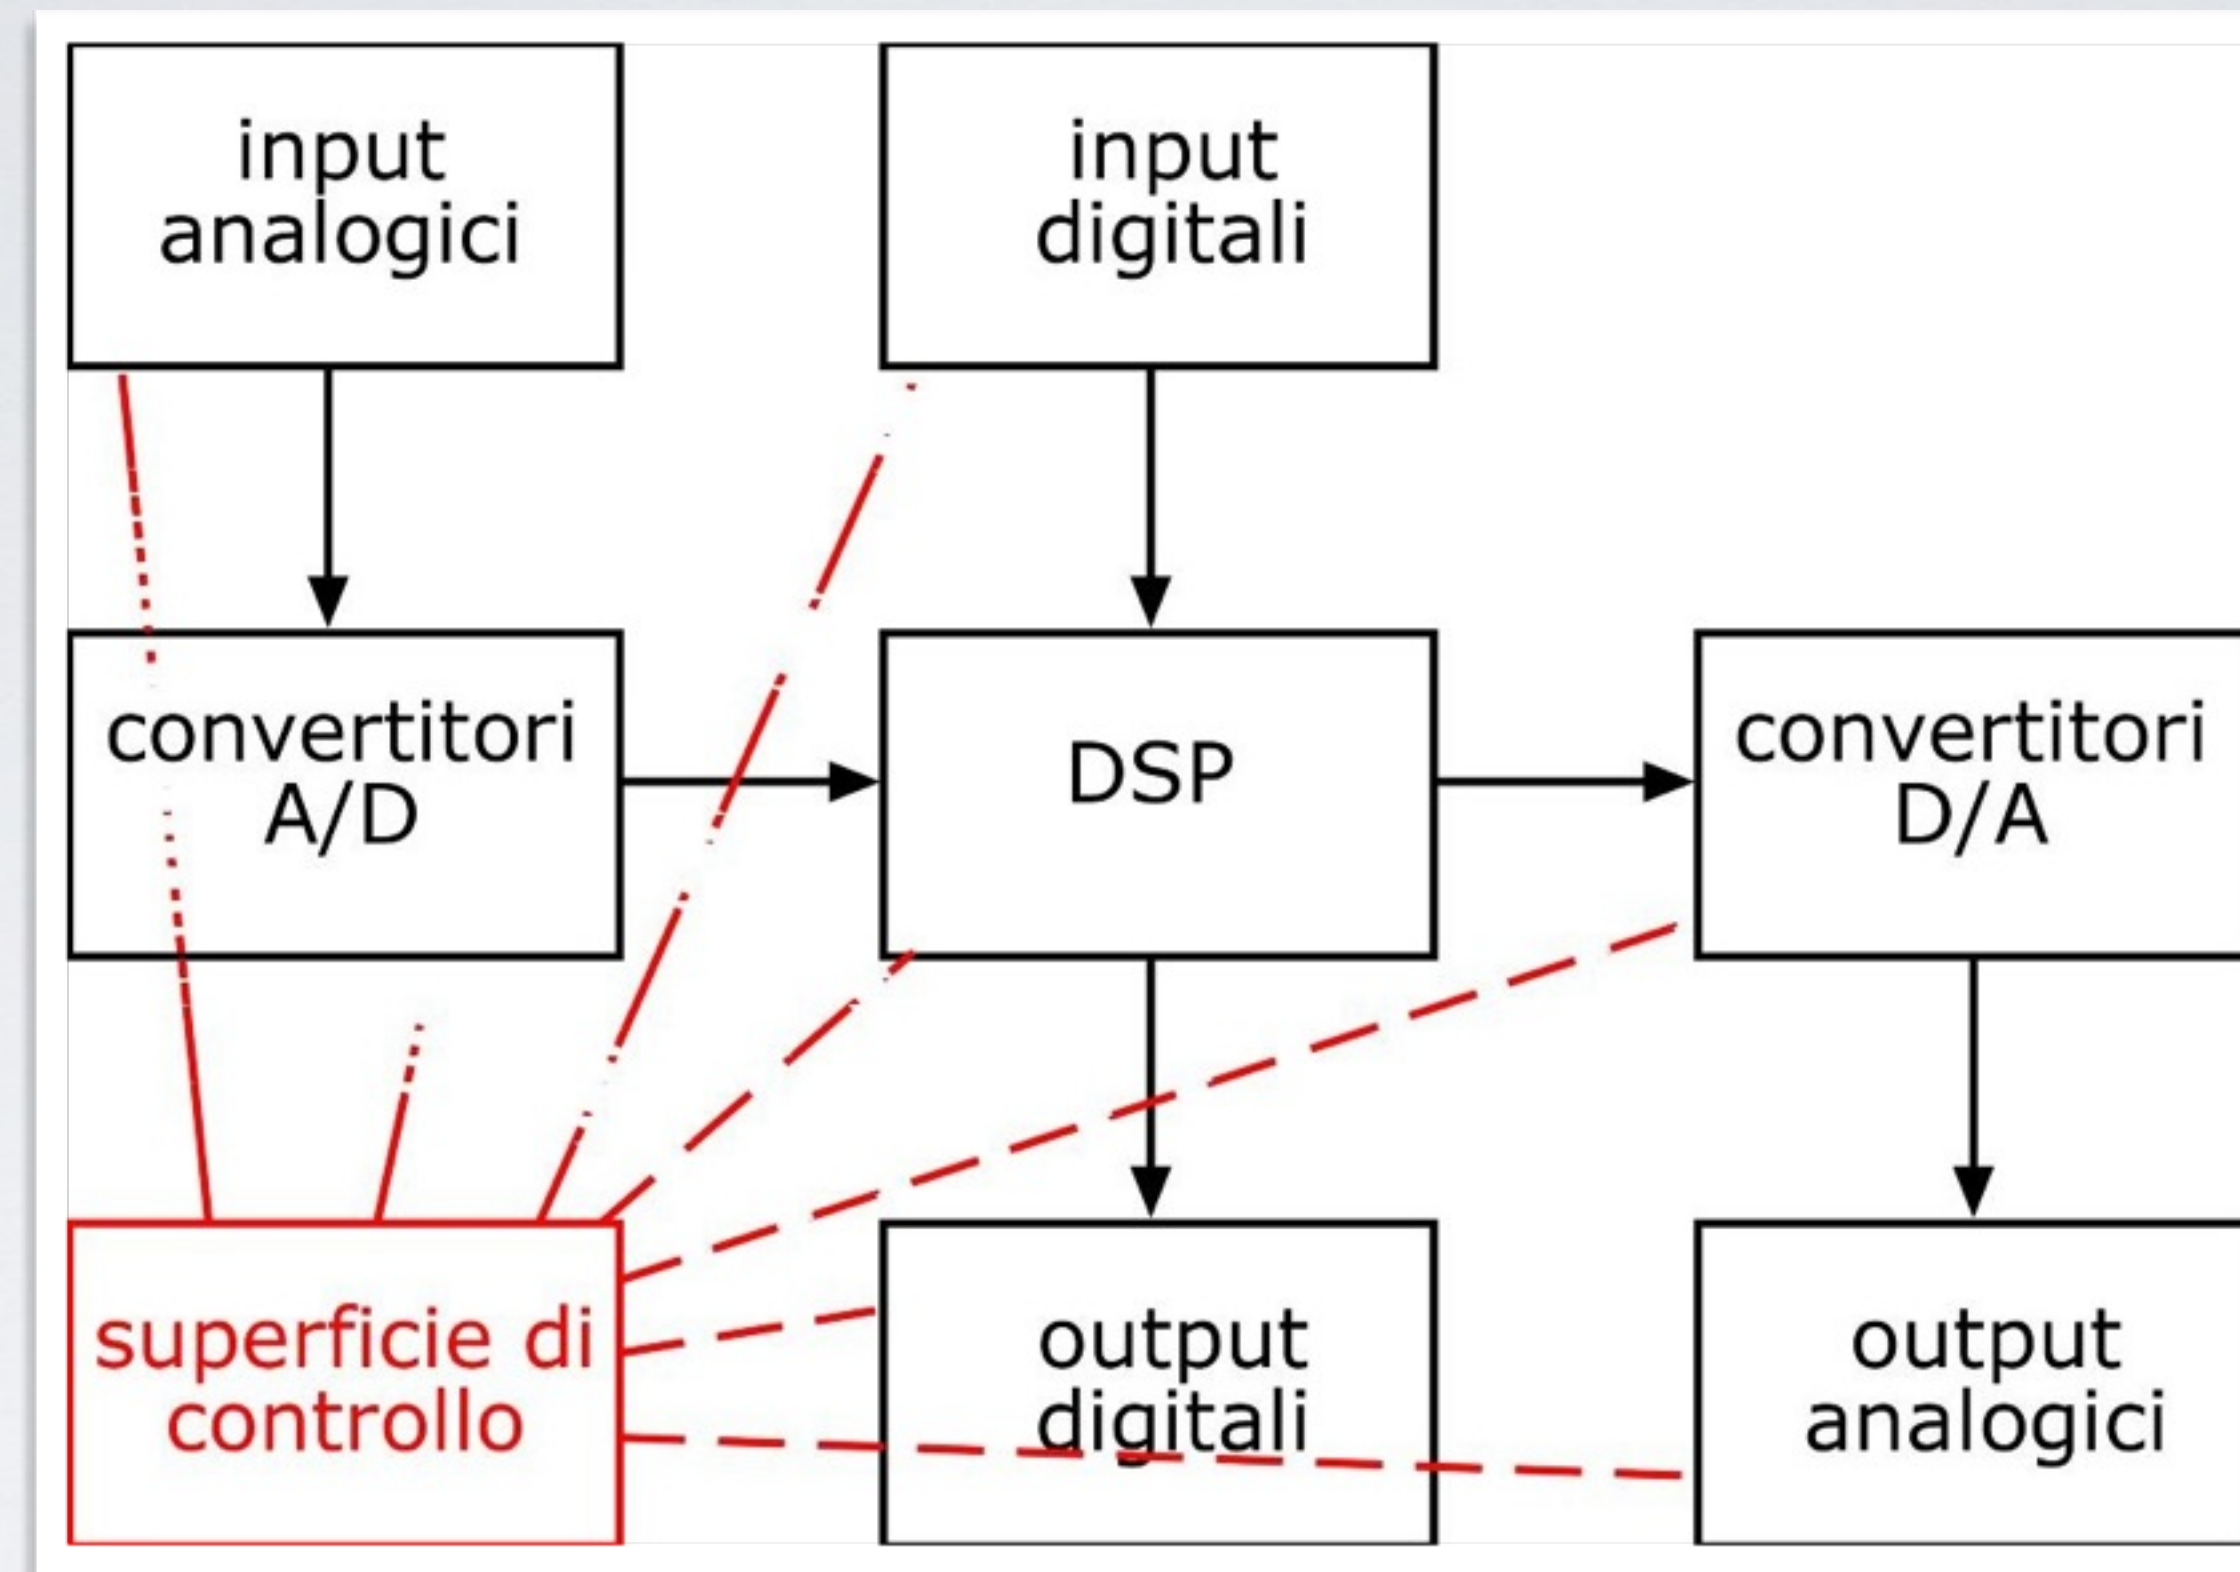 input
analogici
input
digitali
convertitori
A/D
DSP
convertitori
D/A
superficie di
controllo
output
digitali
output
analogici